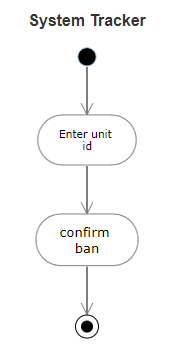 System Tracker
Enter unit
id
confirm
ban